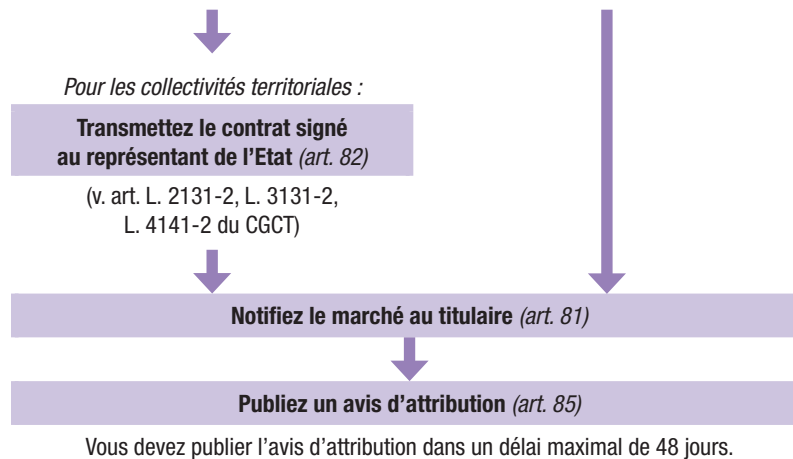 Pour les collectivités territoriales :
Transmettez le contrat signé
au représentant de l'Etat (art. 82)
(v. art. L. 2131-2, L. 3131-2,
L. 4141-2 du CGCT)
Notifiez le marché au titulaire (art. 81)
Publiez un avis d'attribution (art. 85)
Vous devez publier l'avis d'attribution dans un délai maximal de 48 jours.